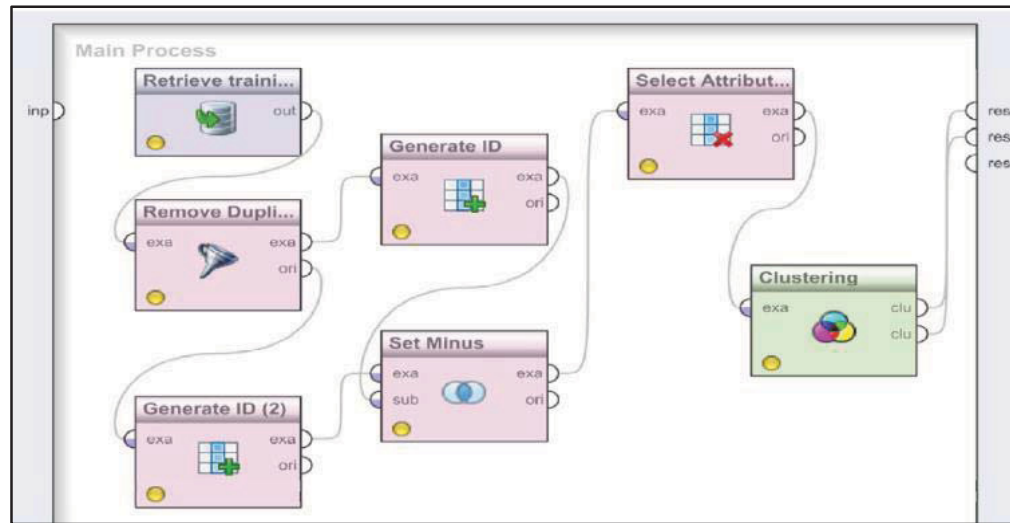 Main Process
inp
Retrieve traini...
out
Remove Dupli...
exa
exa
ori
Generate ID (2)
exa
exa
ori
Generate ID
exa
exa
ori
Set Minus
exa
exa
sub
ori
Select Attribut...
exa
exa
ori
Clustering
exa
clu
clu
res
res
res